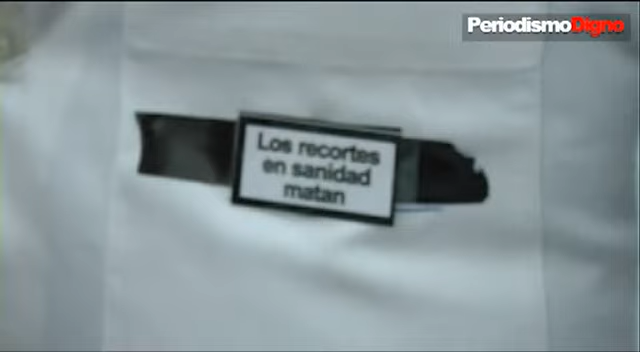 PeriodismoDigno
Los recortes
en sanidad
matan